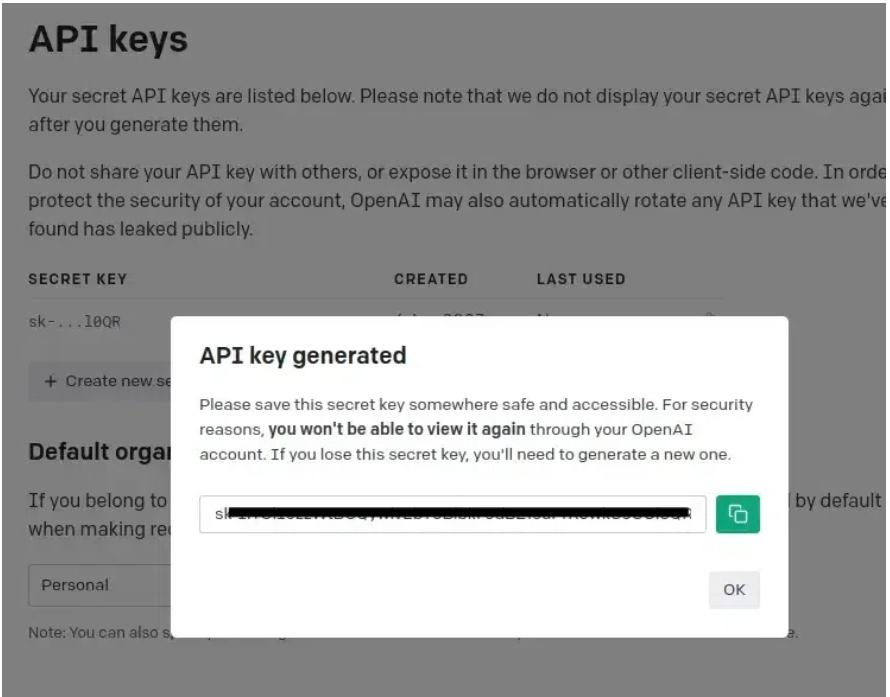 API keys
Your secret API keys are listed below. Please note that we do not display your secret API keys agai
after you generate them.
Do not share your API key with others, or expose it in the browser or other client-side code. In orde
protect the security of your account, OpenAI may also automatically rotate any API key that we've
found has leaked publicly.
SECRET KEY CREATED LAST USED
sk-...l0QR
API key generated
+ Create new se
Please save this secret key somewhere safe and accessible. For security
reasons, you won't be able to view it again through your OpenAI
account. If you lose this secret key, you'll need to generate a new one.
Default organ
If you belong to by default
when making re
OK
Personal
Note: You can also